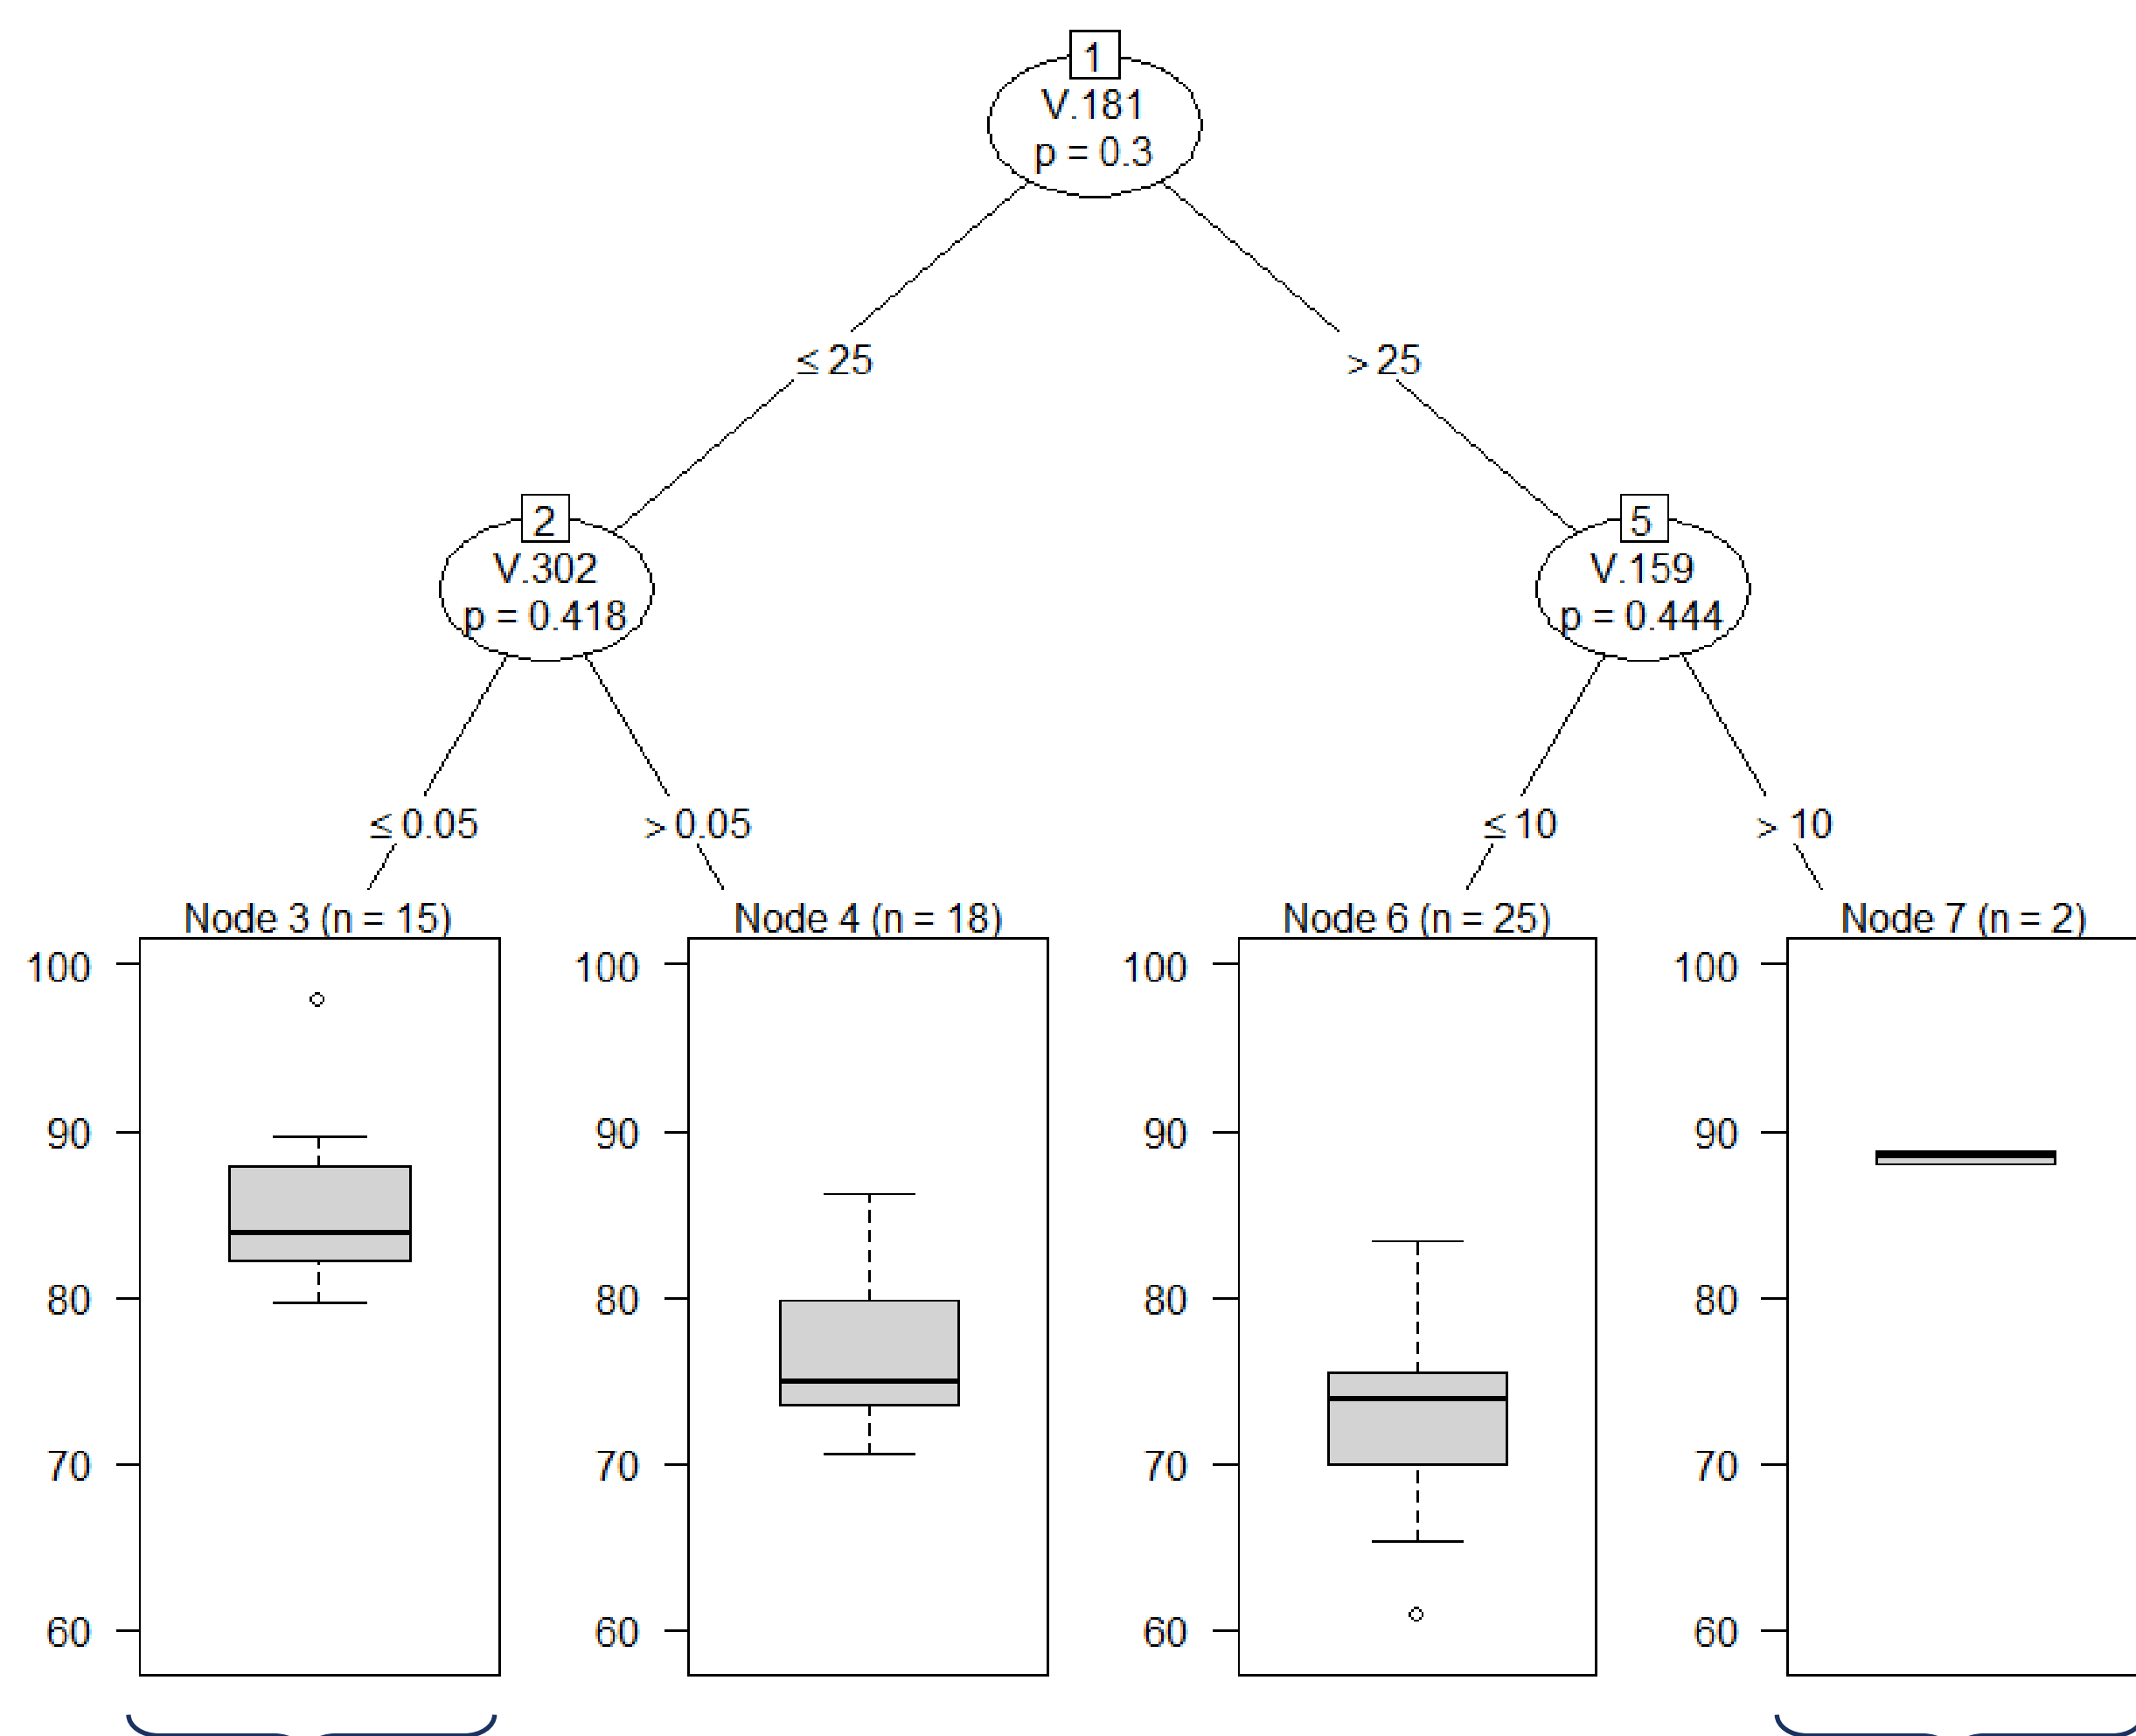 1
V.181
p = 0.3
≤ 25
> 25
2
V.302
p = 0.418
5
V.159
p = 0.444
≤ 0.05
> 0.05
≤ 10
> 10
Node 3 (n = 15)
100
90
80
70
60
Node 4 (n = 18)
100
90
80
70
60
Node 6 (n = 25)
100
90
80
70
60
Node 7 (n = 2)
100
90
80
70
60